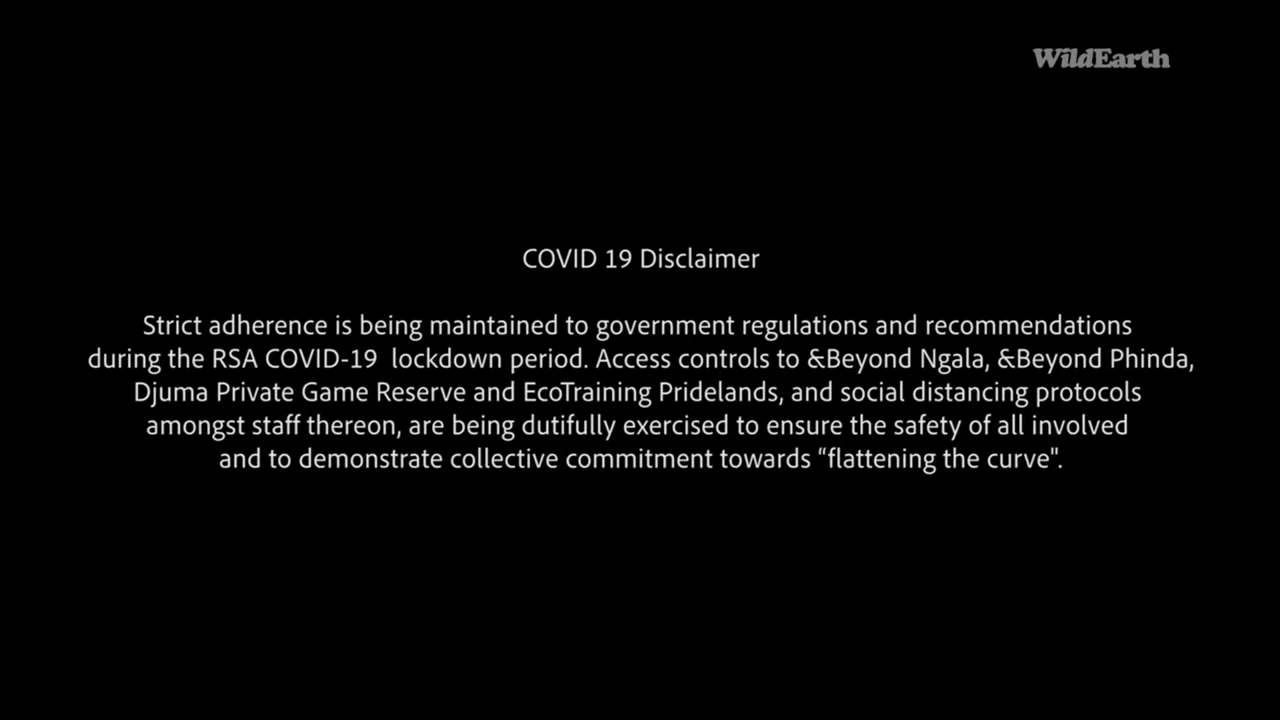 WildEarth
COVID 19 Disclaimer
Strict adherence is being maintained to government regulations and recommendations
during the RSA COVID-19  lockdown period. Access controls to &Beyond Ngala, &Beyond Phinda,
Djuma Private Game Reserve and EcoTraining Pridelands, and social distancing protocols
amongst staff thereon, are being dutifully exercised to ensure the safety of all involved
and to demonstrate collective commitment towards “flattening the curve".